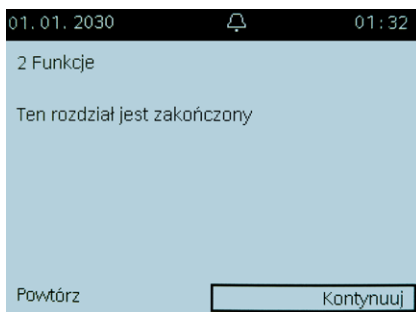 01.01.2030 01:32
2 Funkcje
Ten rozdział jest zakończony
Powtórz Kontynuuj